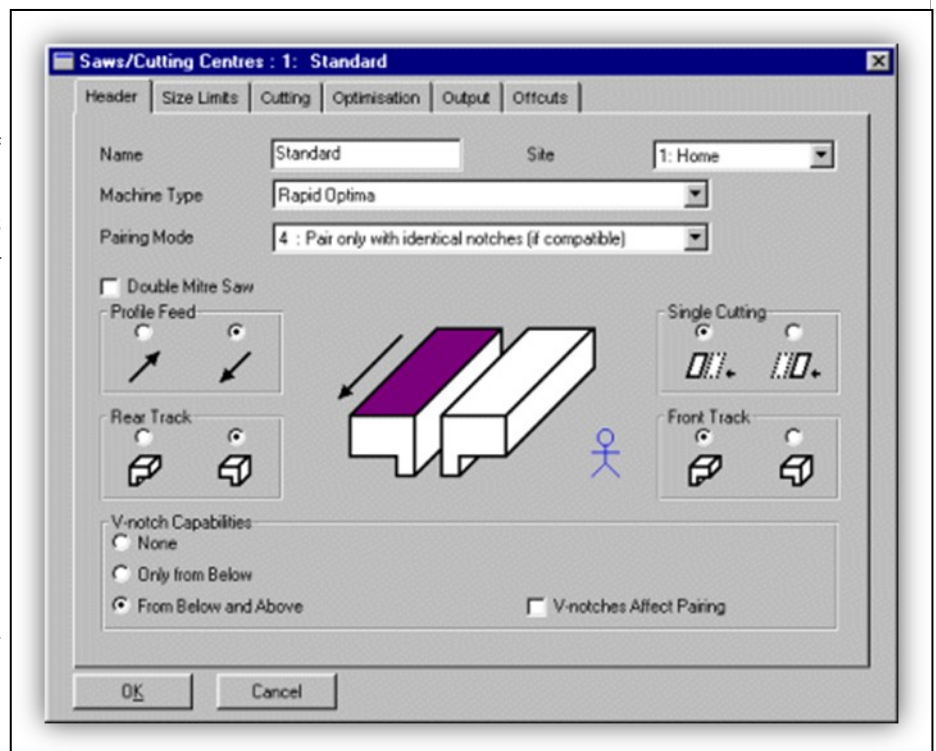 Saws/Cutting Centres : 1: Standard
Header Size Limits Cutting Optimisation Output Offcuts
Name Standard Site 1: Home
Machine Type Rapid Optima
Pairing Mode 4 : Pair only with identical notches (if compatible)
Double Mitre Saw
Profile Feed Single Cutting
Rear Track Front Track
V-notch Capabilities
None
Only from Below
From Below and Above V-notches Affect Pairing
OK Cancel